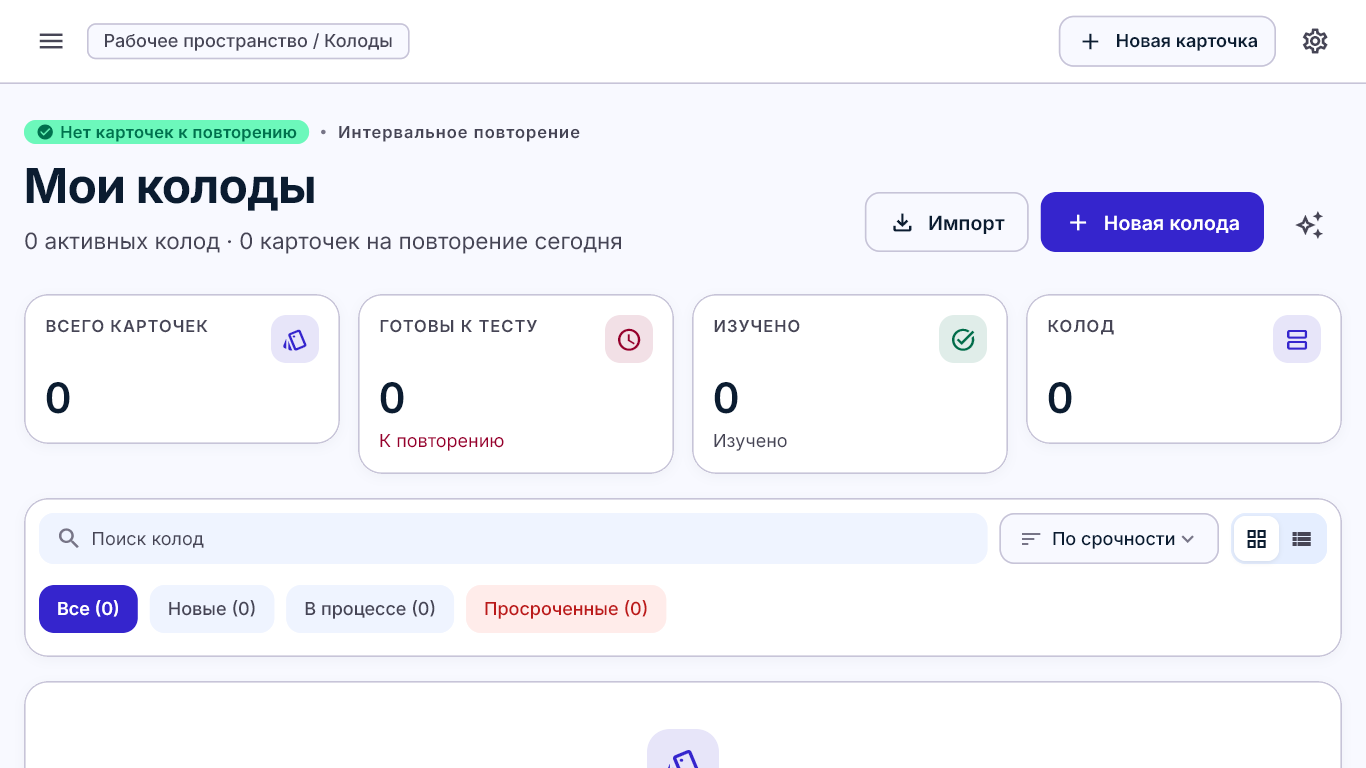 Рабочее пространство / Колоды
Новая карточка
Нет карточек к повторению • Интервальное повторение
Мои колоды
0 активных колод · 0 карточек на повторение сегодня
Импорт
Новая колода
ВСЕГО КАРТОЧЕК
0
ГОТОВЫ К ТЕСТУ
0
К повторению
ИЗУЧЕНО
0
Изучено
КОЛОД
0
Поиск колод
По срочности
Все (0)
Новые (0)
В процессе (0)
Просроченные (0)